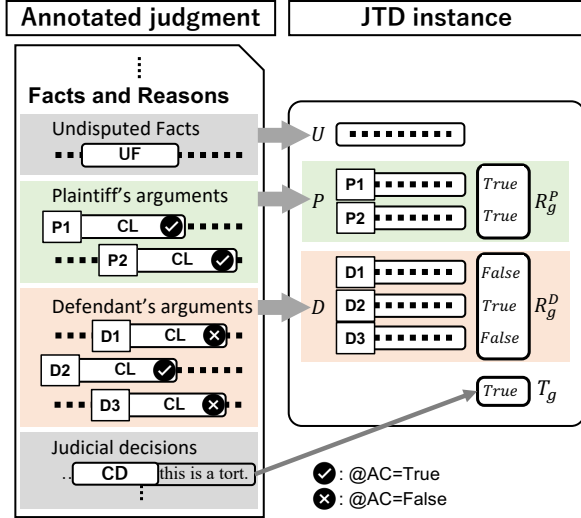 Annotated judgment
Facts and Reasons
Undisputed Facts
UF
Plaintiff's arguments
P1 CL
P2 CL
Defendant's arguments
D1 CL
D2 CL
D3 CL
Judicial decisions
.. CD this is a tort.
JTD instance
U
P P1 True R_g^P
P2 True
D D1 False R_g^D
D2 True
D3 False
True T_g
: @AC=True
: @AC=False